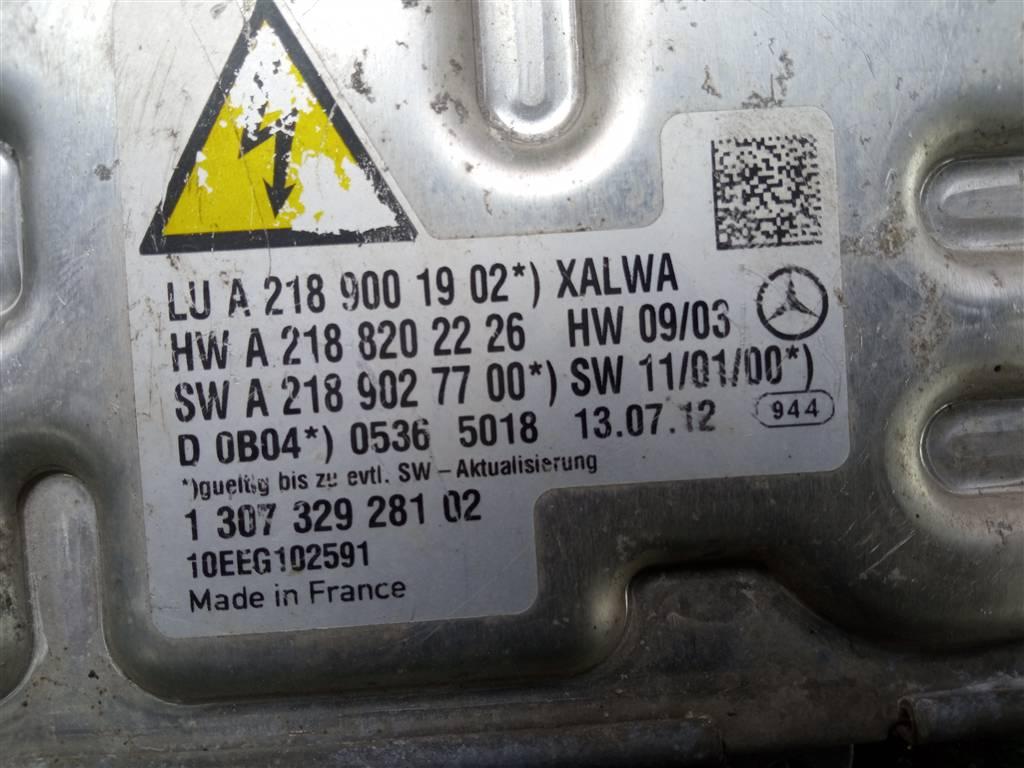 LU A 218 900 19 02*) XALWA
HW A 218 820 22 26 HW 09/03
SW A 218 902 77 00*) SW 11/01/00*)
D 0B04*) 0536 5018 13.07.12 944
*)gueltig bis zu evtl. SW-Aktualisierung
1 307 329 281 02
10EEG102591
Made in France